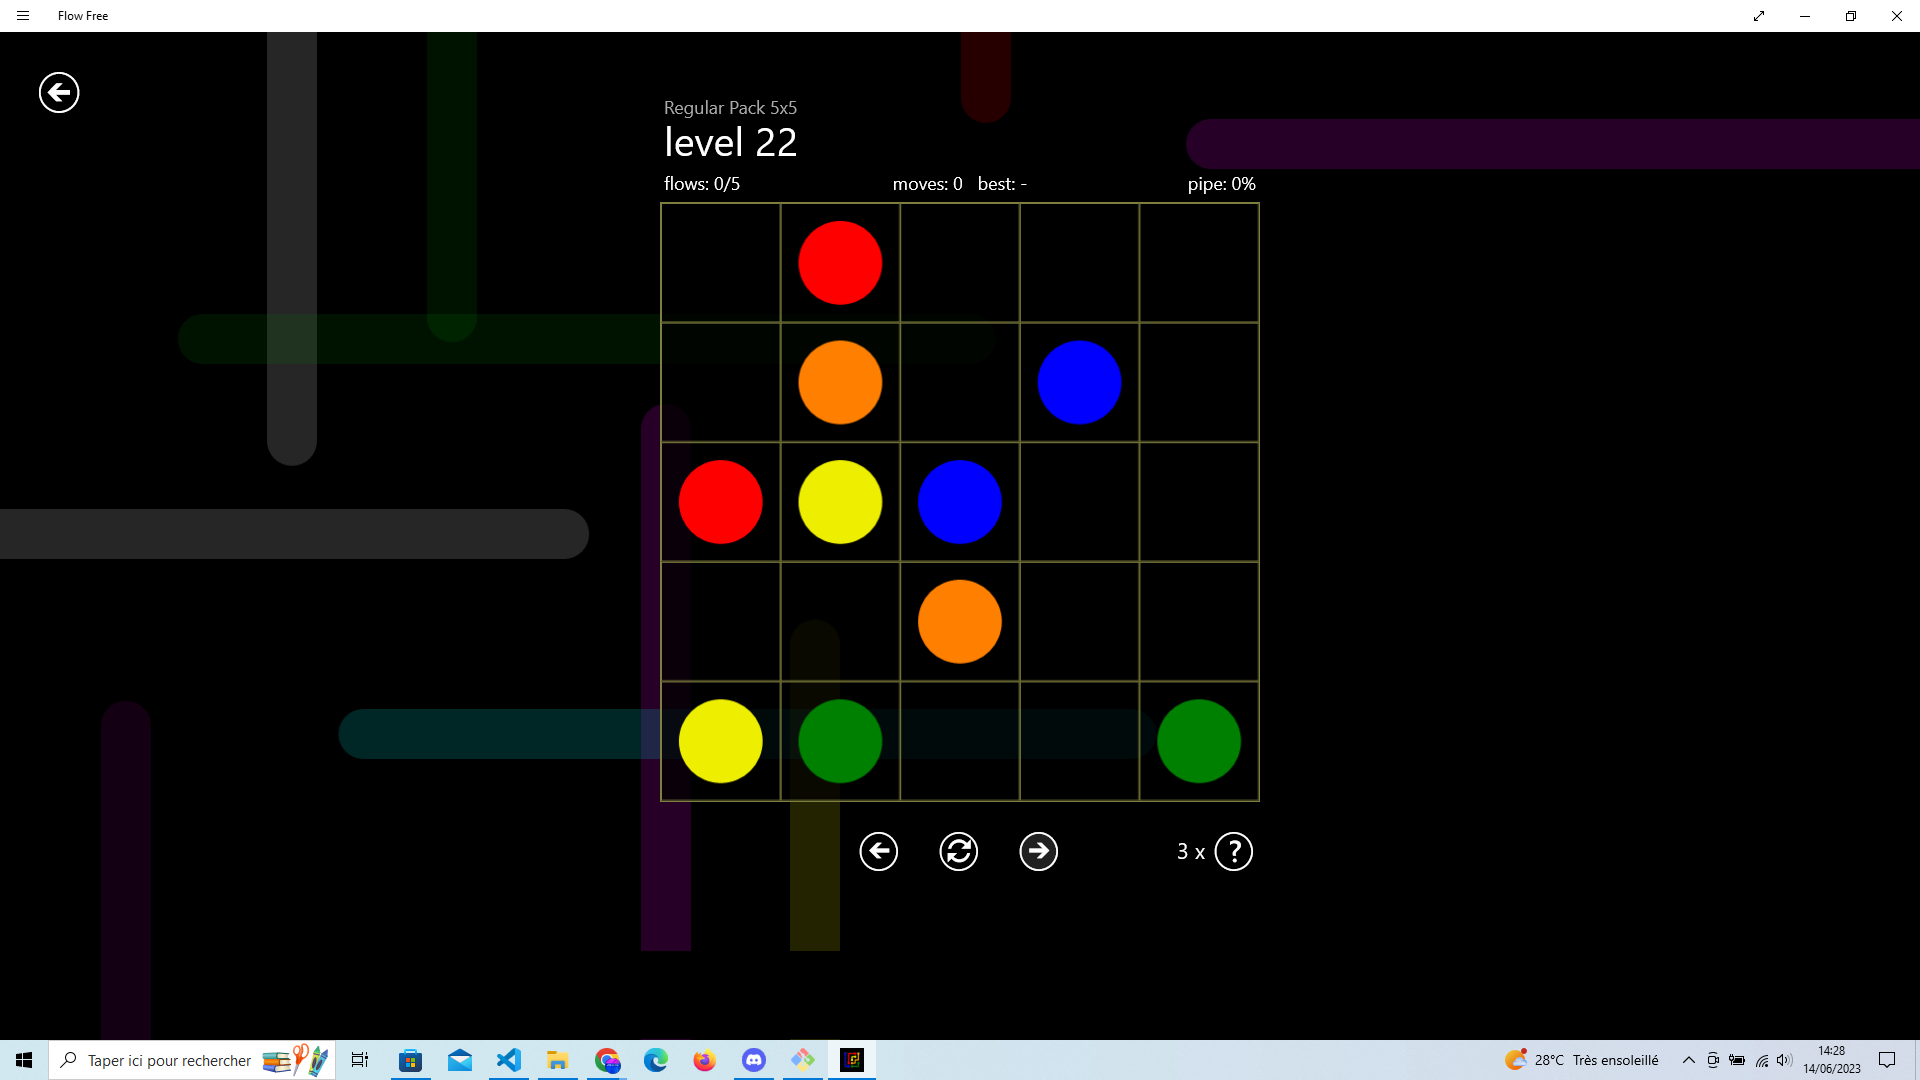 Flow Free
Regular Pack 5x5
level 22
flows: 0/5 moves: 0 best: - pipe: 0%
3 x ?
Taper ici pour rechercher
28°C Très ensoleillé
14:28
14/06/2023